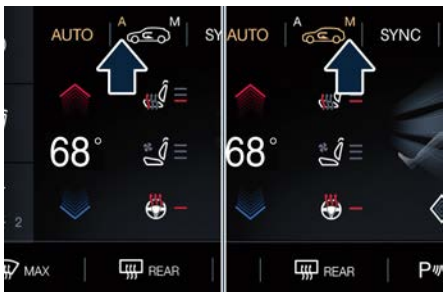 AUTO A M SY
68°
2
MAX REAR
AUTO A M SYNC
68°
REAR P